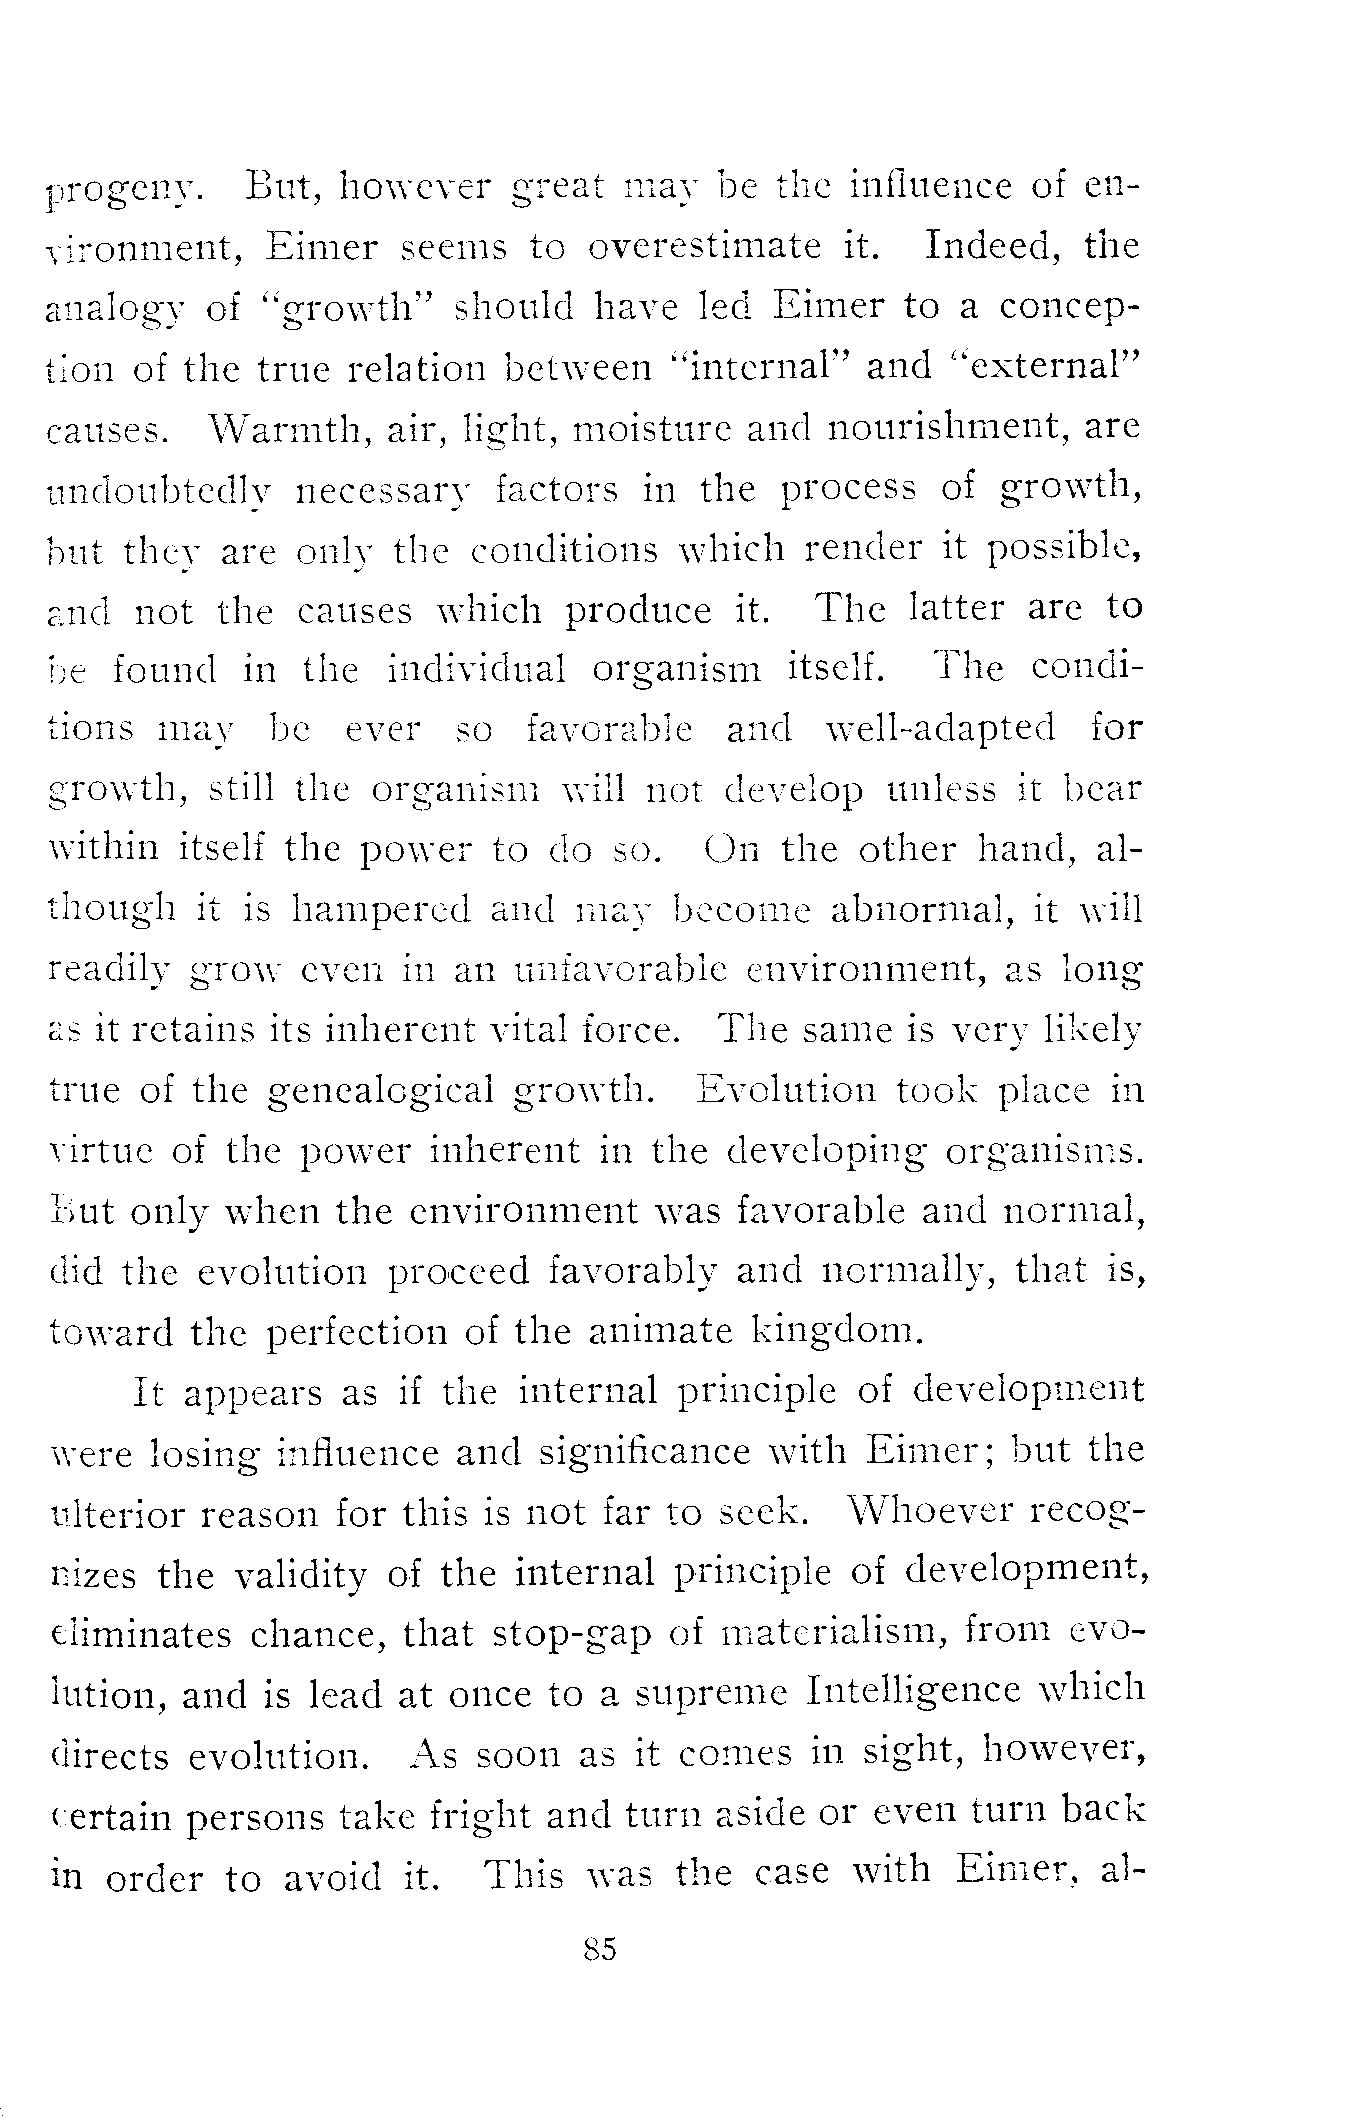 progeny. But, however great may be the influence of en-
vironment, Eimer seems to overestimate it. Indeed, the
analogy of "growth" should have led Eimer to a concep-
tion of the true relation between "internal" and "external"
causes. Warmth, air, light, moisture and nourishment, are
undoubtedly necessary factors in the process of growth,
but they are only the conditions which render it possible,
and not the causes which produce it. The latter are to
be found in the individual organism itself. The condi-
tions may be ever so favorable and well-adapted for
growth, still the organism will not develop unless it bear
within itself the power to do so. On the other hand, al-
though it is hampered and may become abnormal, it will
readily grow even in an unfavorable environment, as long
as it retains its inherent vital force. The same is very likely
true of the genealogical growth. Evolution took place in
virtue of the power inherent in the developing organisms.
But only when the environment was favorable and normal,
did the evolution proceed favorably and normally, that is,
toward the perfection of the animate kingdom.
It appears as if the internal principle of development
were losing influence and significance with Eimer; but the
ulterior reason for this is not far to seek. Whoever recog-
nizes the validity of the internal principle of development,
eliminates chance, that stop-gap of materialism, from evo-
lution, and is lead at once to a supreme Intelligence which
directs evolution. As soon as it comes in sight, however,
certain persons take fright and turn aside or even turn back
in order to avoid it. This was the case with Eimer, al-
85